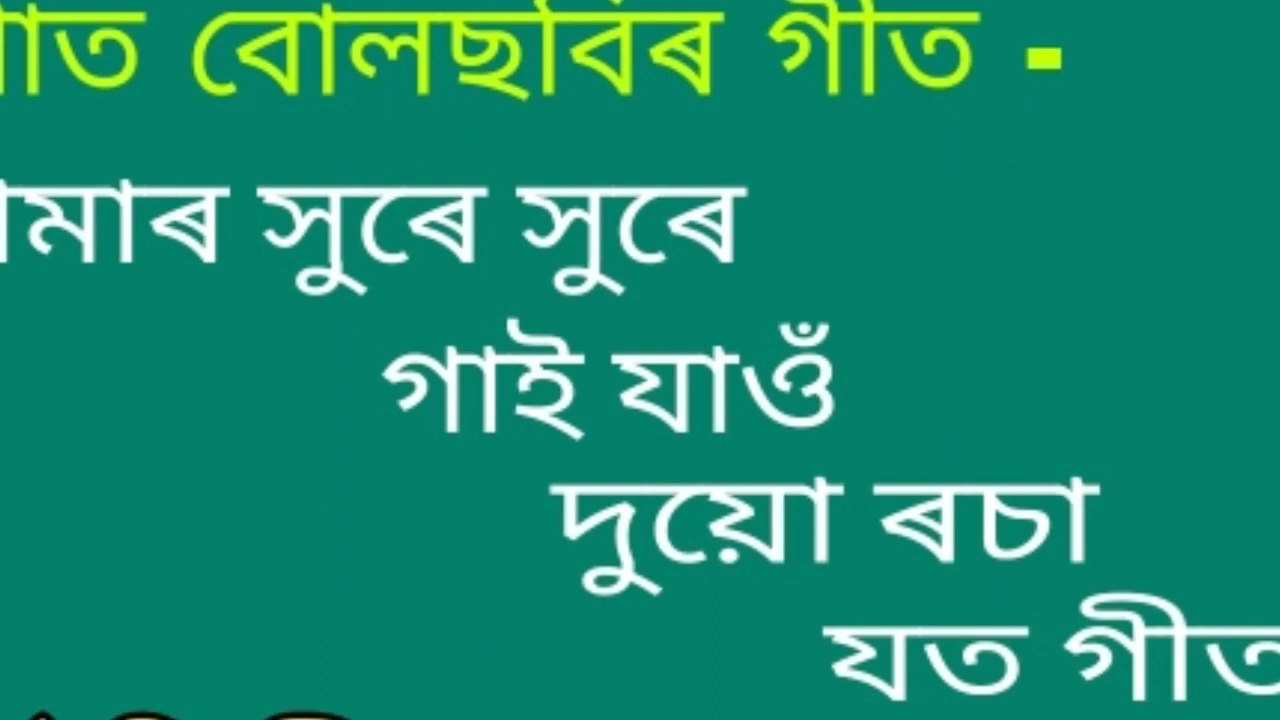 বোলছবিৰ গীত -
সুৰে সুৰে
গাই যাওঁ
দুয়ো ৰচা
যত গীত